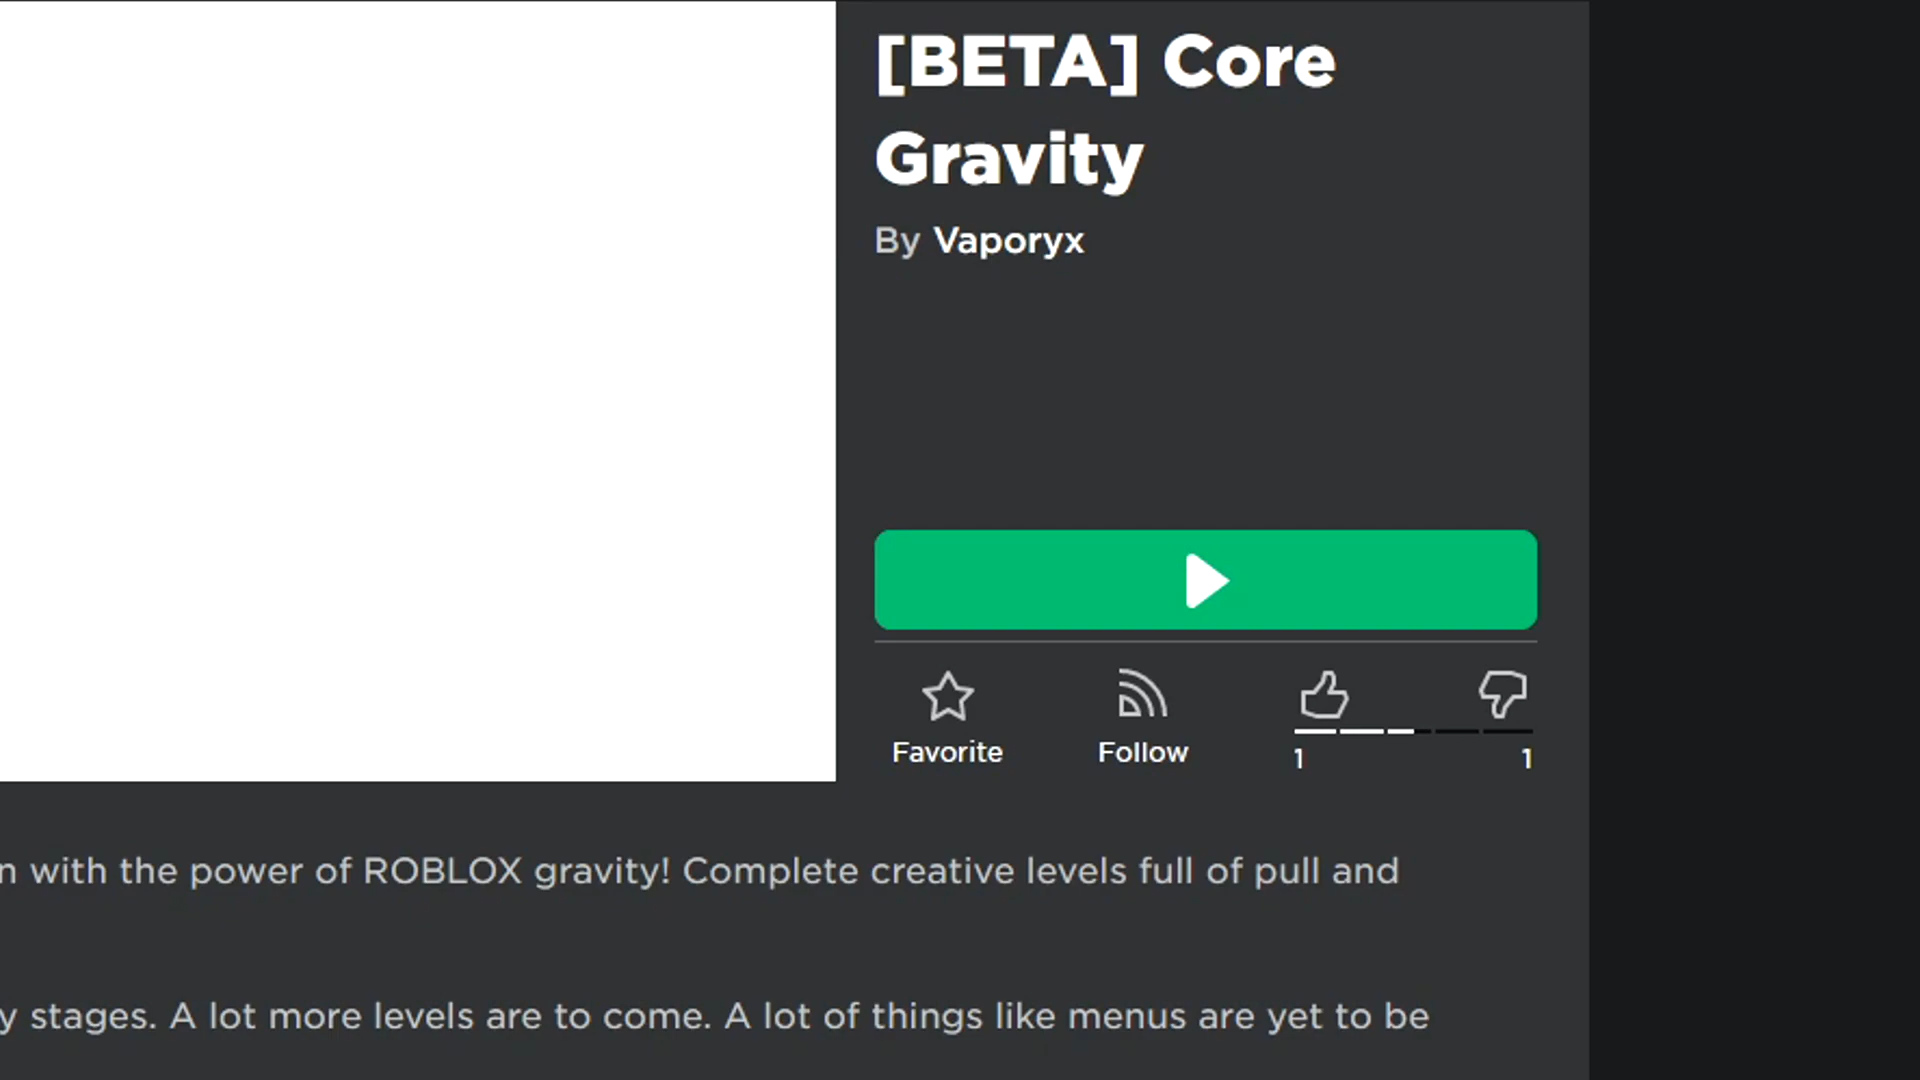 [BETA] Core
Gravity
By Vaporyx
Favorite
Follow
1
1
with the power of ROBLOX gravity! Complete creative levels full of pull and
stages. A lot more levels are to come. A lot of things like menus are yet to be